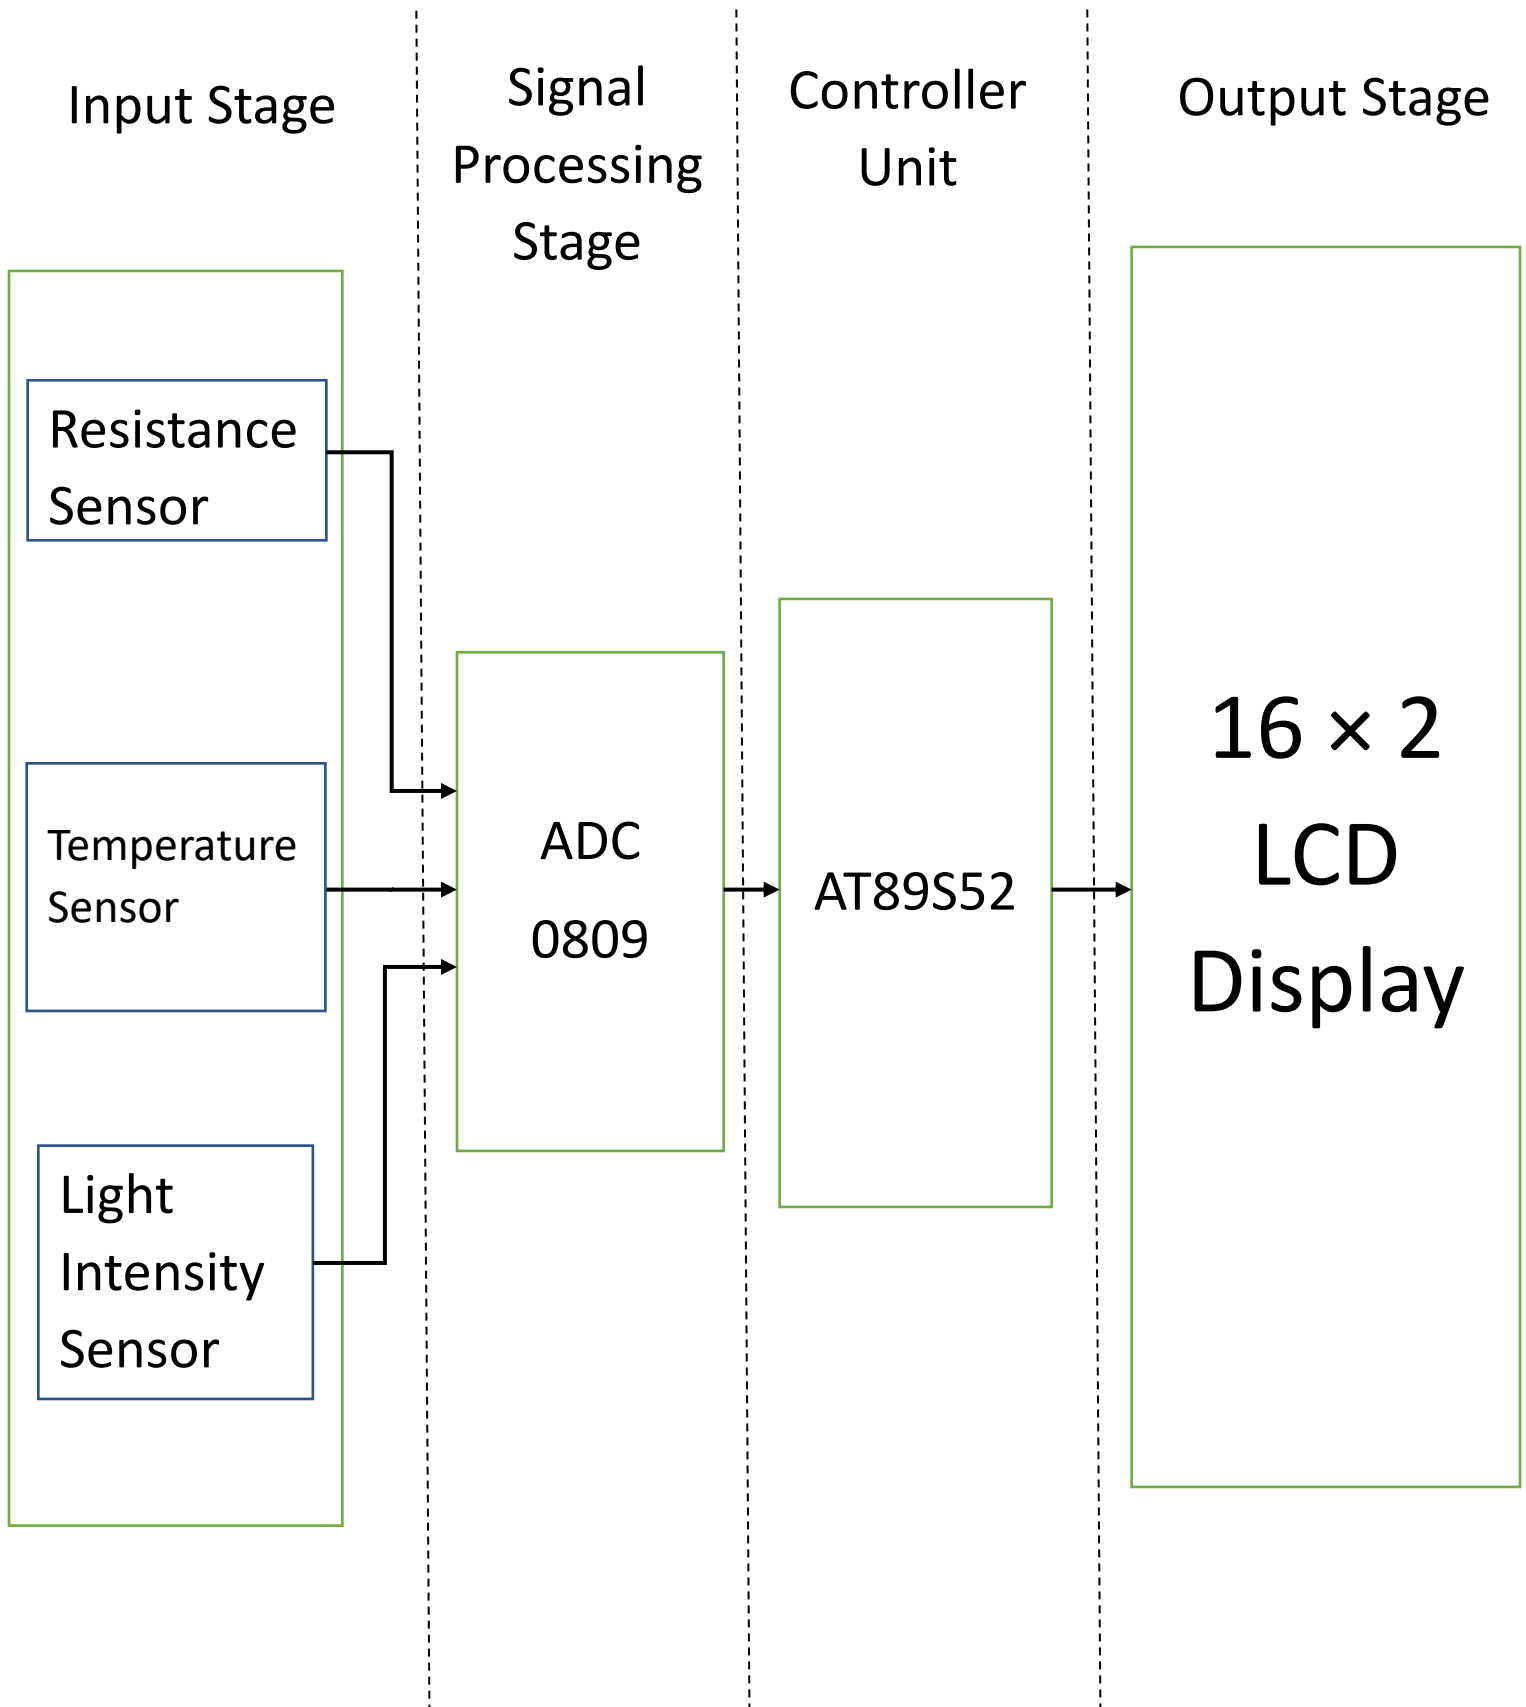 Input Stage
Signal
Processing
Stage
Controller
Unit
Output Stage
Resistance
Sensor
Temperature
Sensor
Light
Intensity
Sensor
ADC
0809
AT89S52
16 × 2
LCD
Display